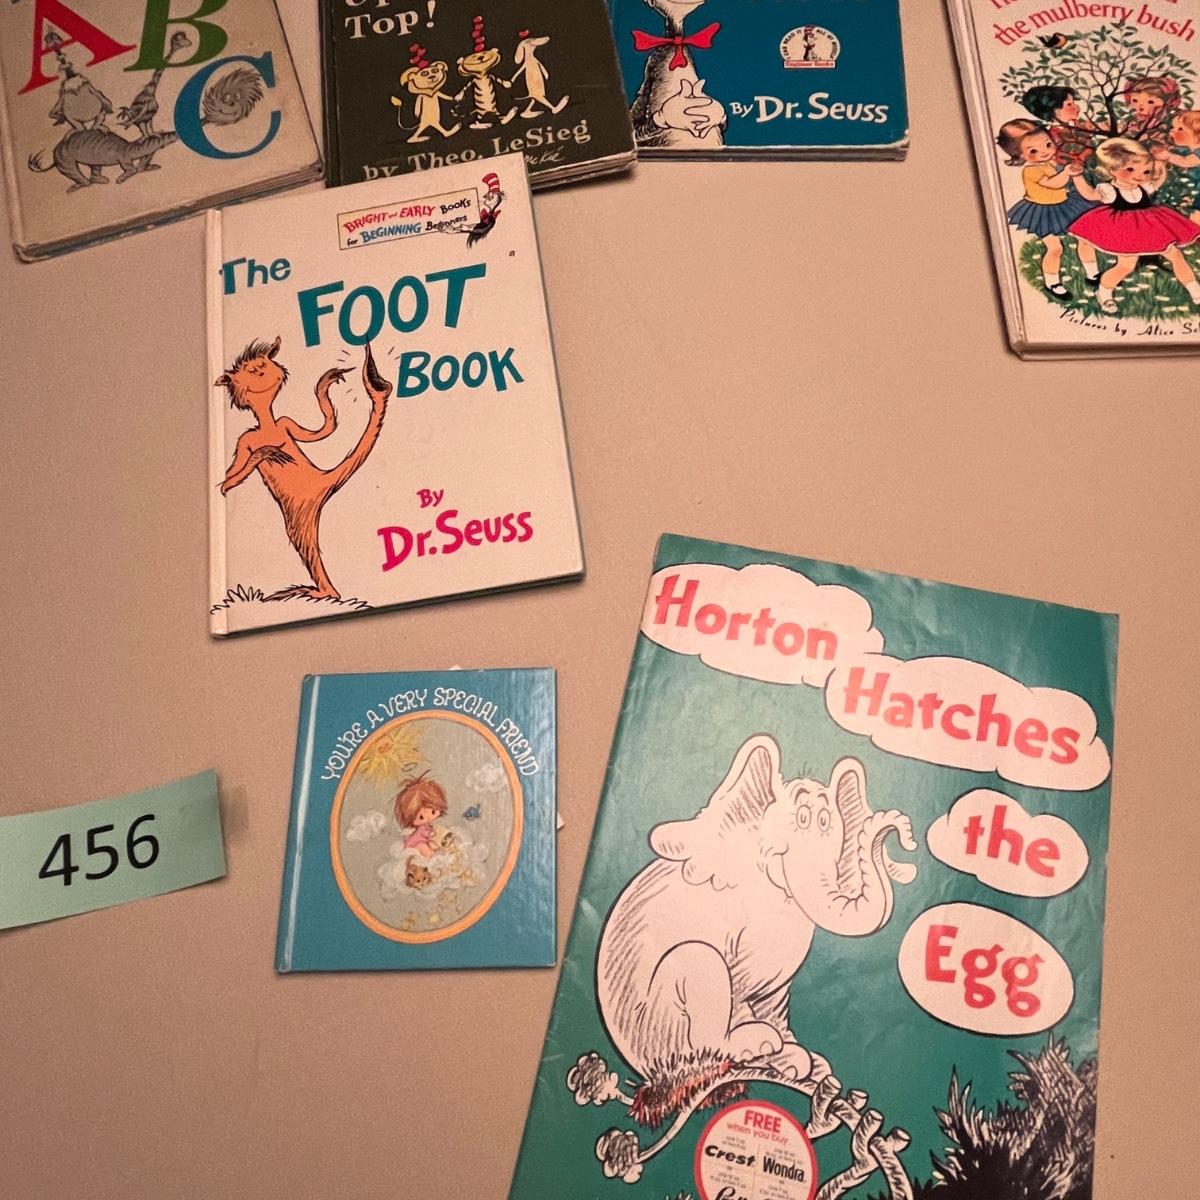 A B C
Top!
by Theo. LeSieg
BEGINNER BOOKS
By Dr. Seuss
the mulberry bush
Pictures by Alice
BRIGHT and EARLY BOOKS
for BEGINNING Beginners
The
FOOT
BOOK
By
Dr. Seuss
YOU'RE A VERY SPECIAL FRIEND
456
Horton
Hatches
the
Egg
FREE
when you buy
Crest Wondra